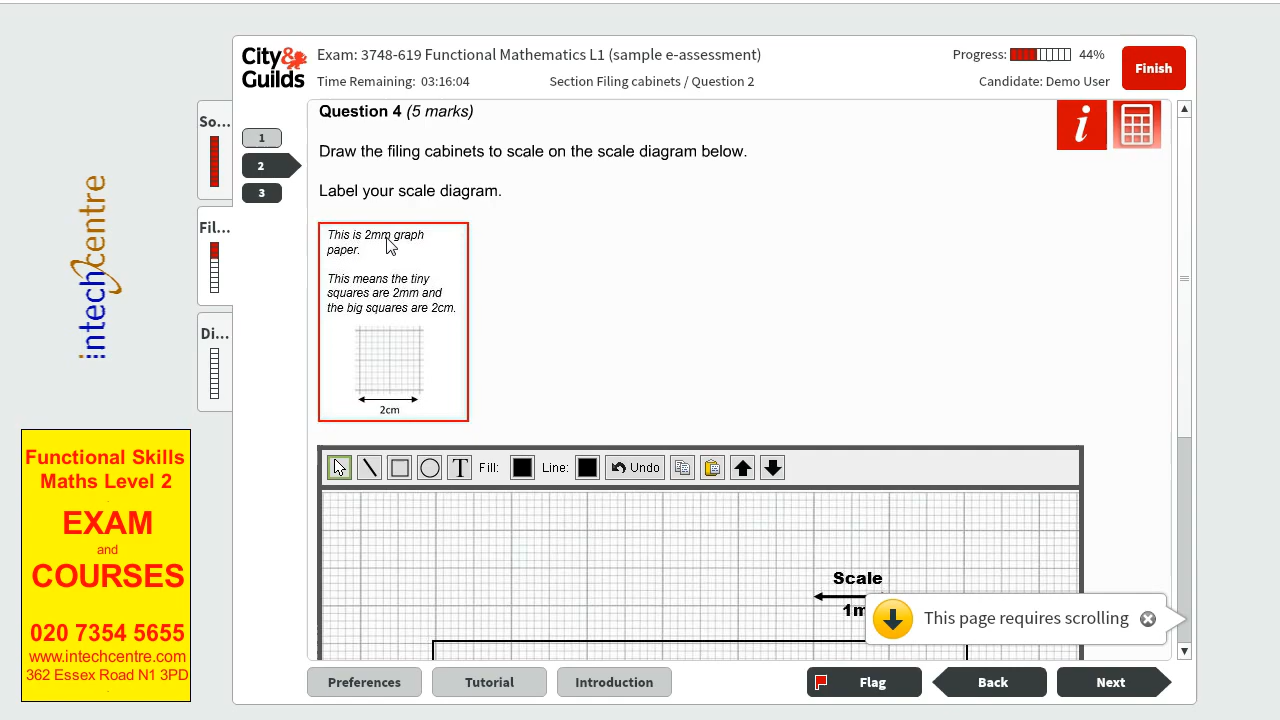 City&
Guilds
Exam: 3748-619 Functional Mathematics L1 (sample e-assessment)
Progress:
44%
Finish
Time Remaining: 03:16:04
Section Filing cabinets / Question 2
Candidate: Demo User
So...
Fil...
Di...
1
2
3
Question 4 (5 marks)
i
Draw the filing cabinets to scale on the scale diagram below.
Label your scale diagram.
This is 2mm graph
paper.
This means the tiny
squares are 2mm and
the big squares are 2cm.
2cm
T
Fill:
Line:
Undo
Scale
1m
This page requires scrolling
Preferences
Tutorial
Introduction
Flag
Back
Next
intechcentre
Functional Skills
Maths Level 2
EXAM
and
COURSES
020 7354 5655
www.intechcentre.com
362 Essex Road N1 3PD